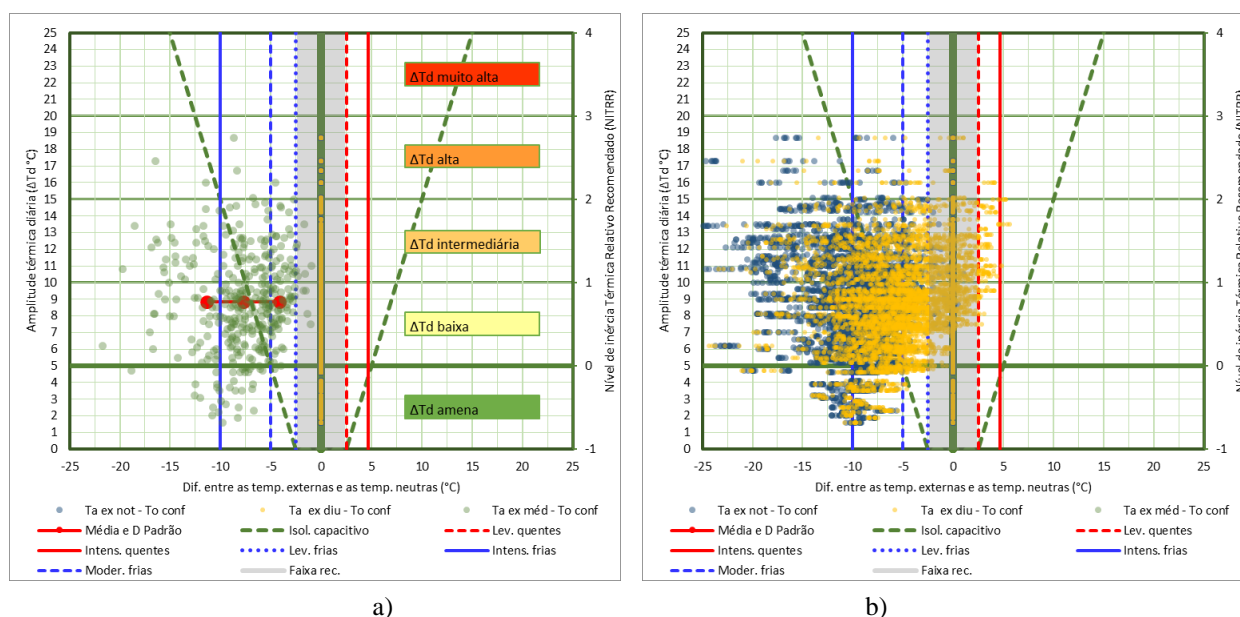 25
24
23
22
21
20
19
18
17
16
15
14
13
12
11
10
9
8
7
6
5
4
3
2
1
0
Amplitude térmica diária (ΔTd °C)
4
3
2
1
0
-1
Nível de inércia Térmica Relativo Recomendado (NITRR)
ΔTd muito alta
ΔTd alta
ΔTd intermediária
ΔTd baixa
ΔTd amena
-25 -20 -15 -10 -5 0 5 10 15 20 25
Dif. entre as temp. externas e as temp. neutras (°C)
Ta ex not - To conf Ta ex diu - To conf Ta ex méd - To conf
Média e D Padrão Isol. capacitivo Lev. quentes
Intens. quentes Lev. frias Intens. frias
Moder. frias Faixa rec.
a)
25
24
23
22
21
20
19
18
17
16
15
14
13
12
11
10
9
8
7
6
5
4
3
2
1
0
Amplitude térmica diária (ΔTd °C)
4
3
2
1
0
-1
Nível de inércia Térmica Relativo Recomendado (NITRR)
-25 -20 -15 -10 -5 0 5 10 15 20 25
Dif. entre as temp. externas e as temp. neutras (°C)
Ta ex not - To conf Ta ex diu - To conf Ta ex méd - To conf
Média e D Padrão Isol. capacitivo Lev. quentes
Intens. quentes Lev. frias Intens. frias
Moder. frias Faixa rec.
b)